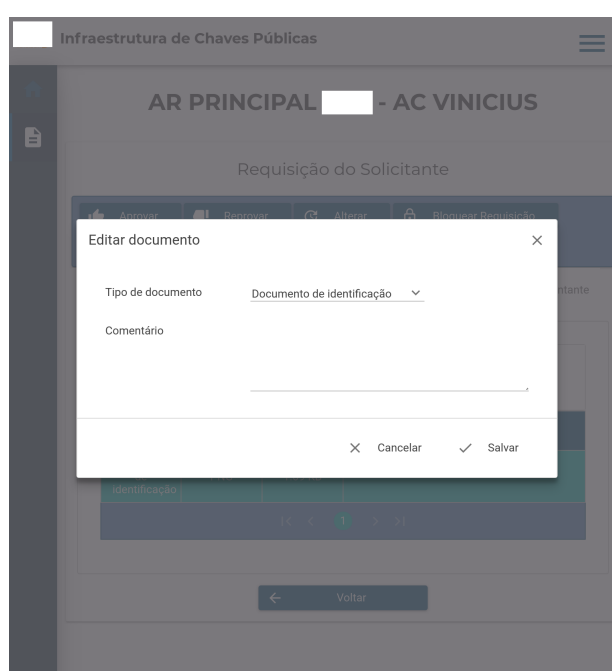 Infraestrutura de Chaves Públicas
AR PRINCIPAL - AC VINICIUS
Requisição do Solicitante
Aprovar Reprovar Alterar Bloquear Requisição
Editar documento
Tipo de documento Documento de identificação
ntante
Comentário
Cancelar Salvar
identificação
1
Voltar